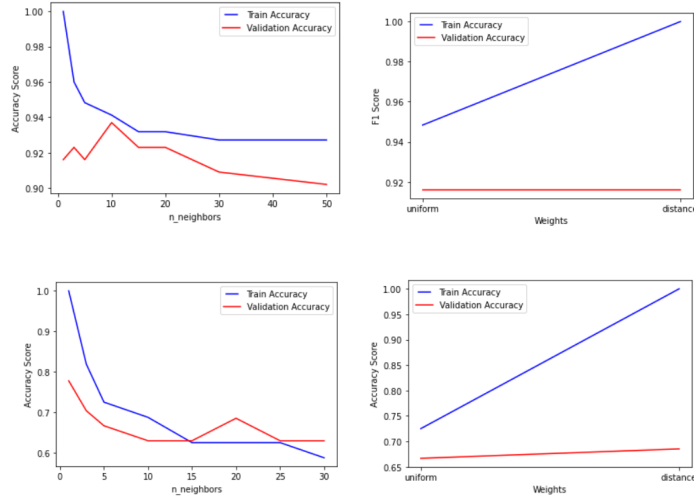 1.00
0.98
0.96
0.94
0.92
0.90
Accuracy Score
Train Accuracy
Validation Accuracy
0 10 20 30 40 50
n_neighbors
1.00
0.98
0.96
0.94
0.92
F1 Score
Train Accuracy
Validation Accuracy
uniform distance
Weights
1.0
0.9
0.8
0.7
0.6
Accuracy Score
Train Accuracy
Validation Accuracy
0 5 10 15 20 25 30
n_neighbors
1.00
0.95
0.90
0.85
0.80
0.75
0.70
0.65
Accuracy Score
Train Accuracy
Validation Accuracy
uniform distance
Weights